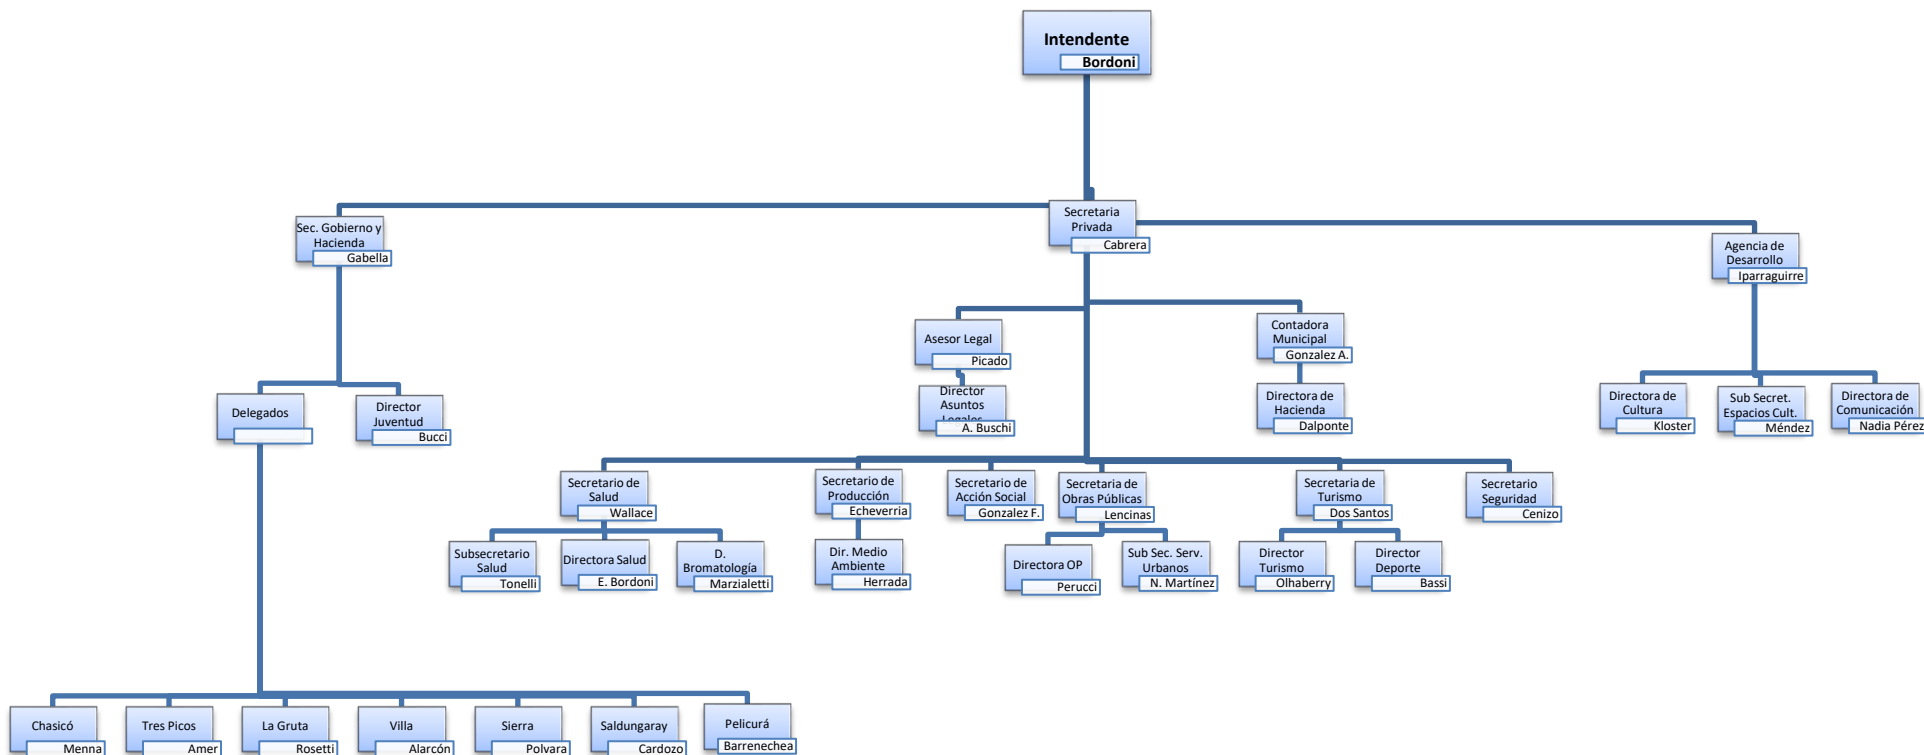 Intendente
Bordoni
Sec. Gobierno y
Hacienda
Gabella
Secretaria
Privada
Cabrera
Agencia de
Desarrollo
Iparraguirre
Asesor Legal
Picado
Contadora
Municipal
Gonzalez A.
Delegados
Director
Juventud
Bucci
Director
Asuntos
Legales
A. Buschi
Directora de
Hacienda
Dalponte
Directora de
Cultura
Kloster
Sub Secret.
Espacios Cult.
Méndez
Directora de
Comunicación
Nadia Pérez
Secretario de
Salud
Wallace
Secretario de
Producción
Echeverria
Secretario de
Acción Social
Gonzalez F.
Secretaria de
Obras Públicas
Lencinas
Secretaria de
Turismo
Dos Santos
Secretario
Seguridad
Cenizo
Subsecretario
Salud
Tonelli
Directora Salud
E. Bordoni
D.
Bromatología
Marzialetti
Dir. Medio
Ambiente
Herrada
Directora OP
Perucci
Sub Sec. Serv.
Urbanos
N. Martínez
Director
Turismo
Olhaberry
Director
Deporte
Bassi
Chasicó
Menna
Tres Picos
Amer
La Gruta
Rosetti
Villa
Alarcón
Sierra
Polvara
Saldungaray
Cardozo
Pelicurá
Barrenechea